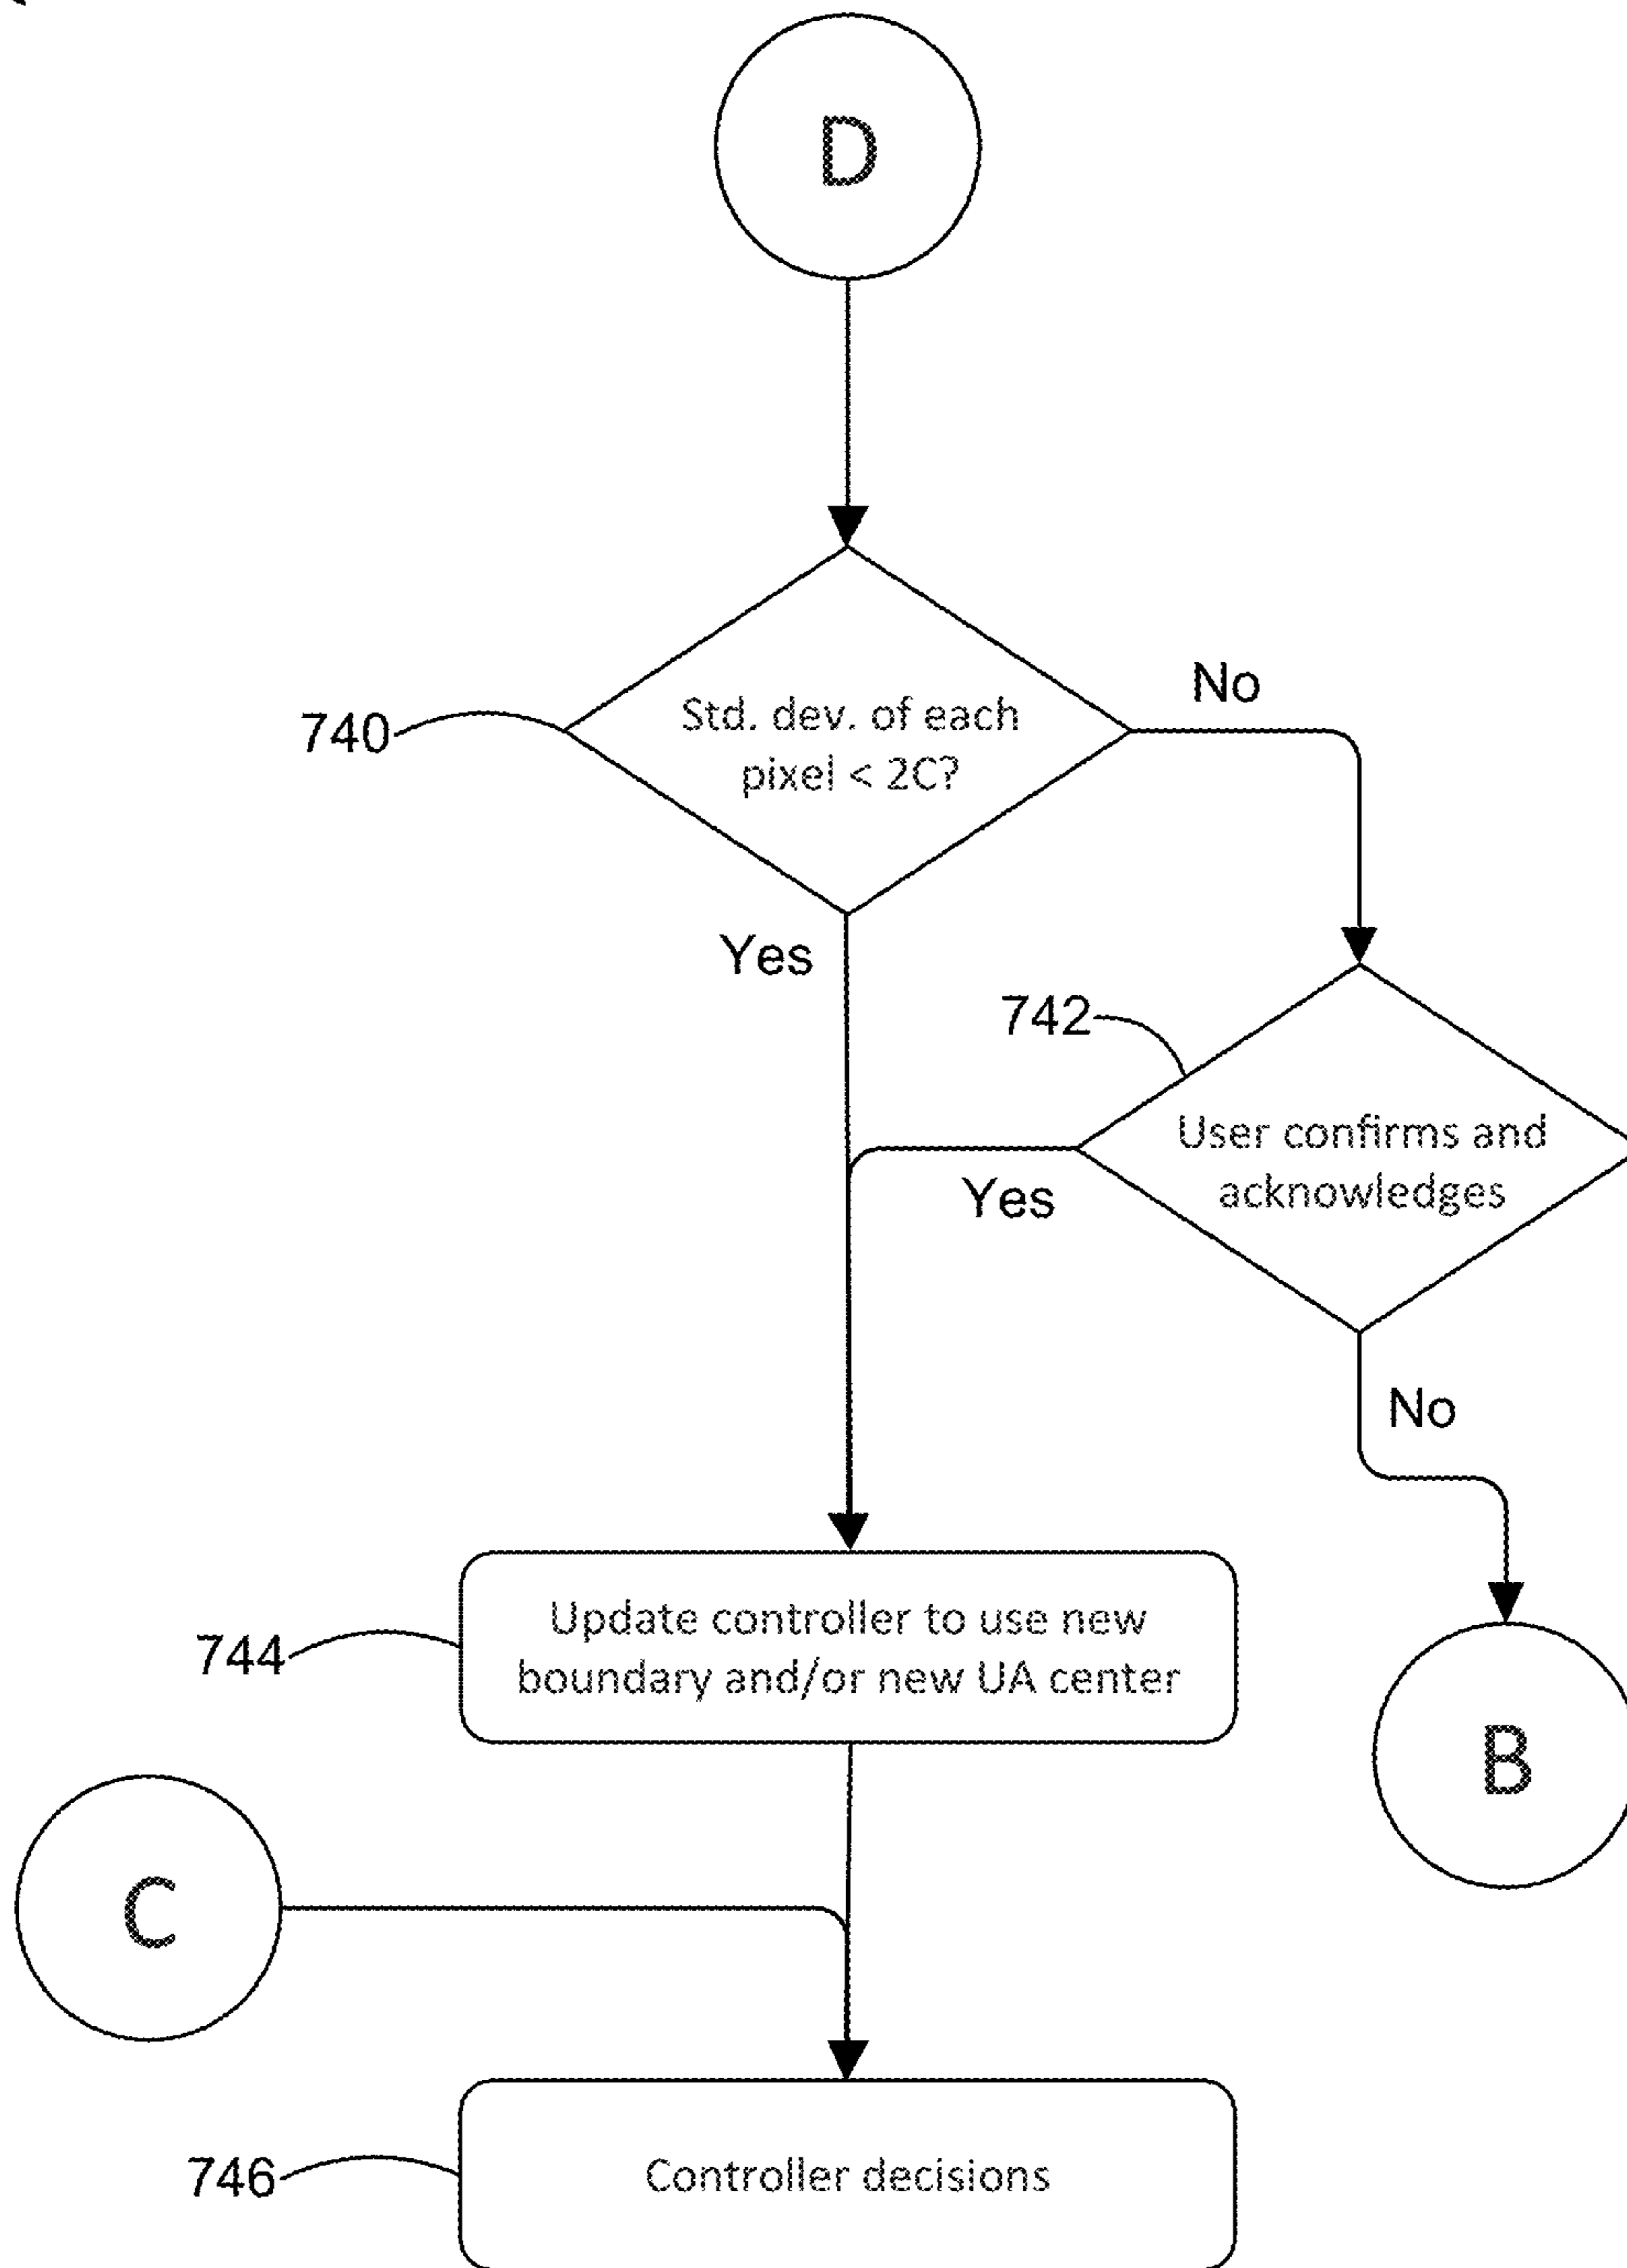 D
No
740
Std. dev. of each
pixel < 2C?
Yes
742
User confirms and
acknowledges
Yes
No
744
Update controller to use new
boundary and/or new UA center
B
C
746
Controller decisions